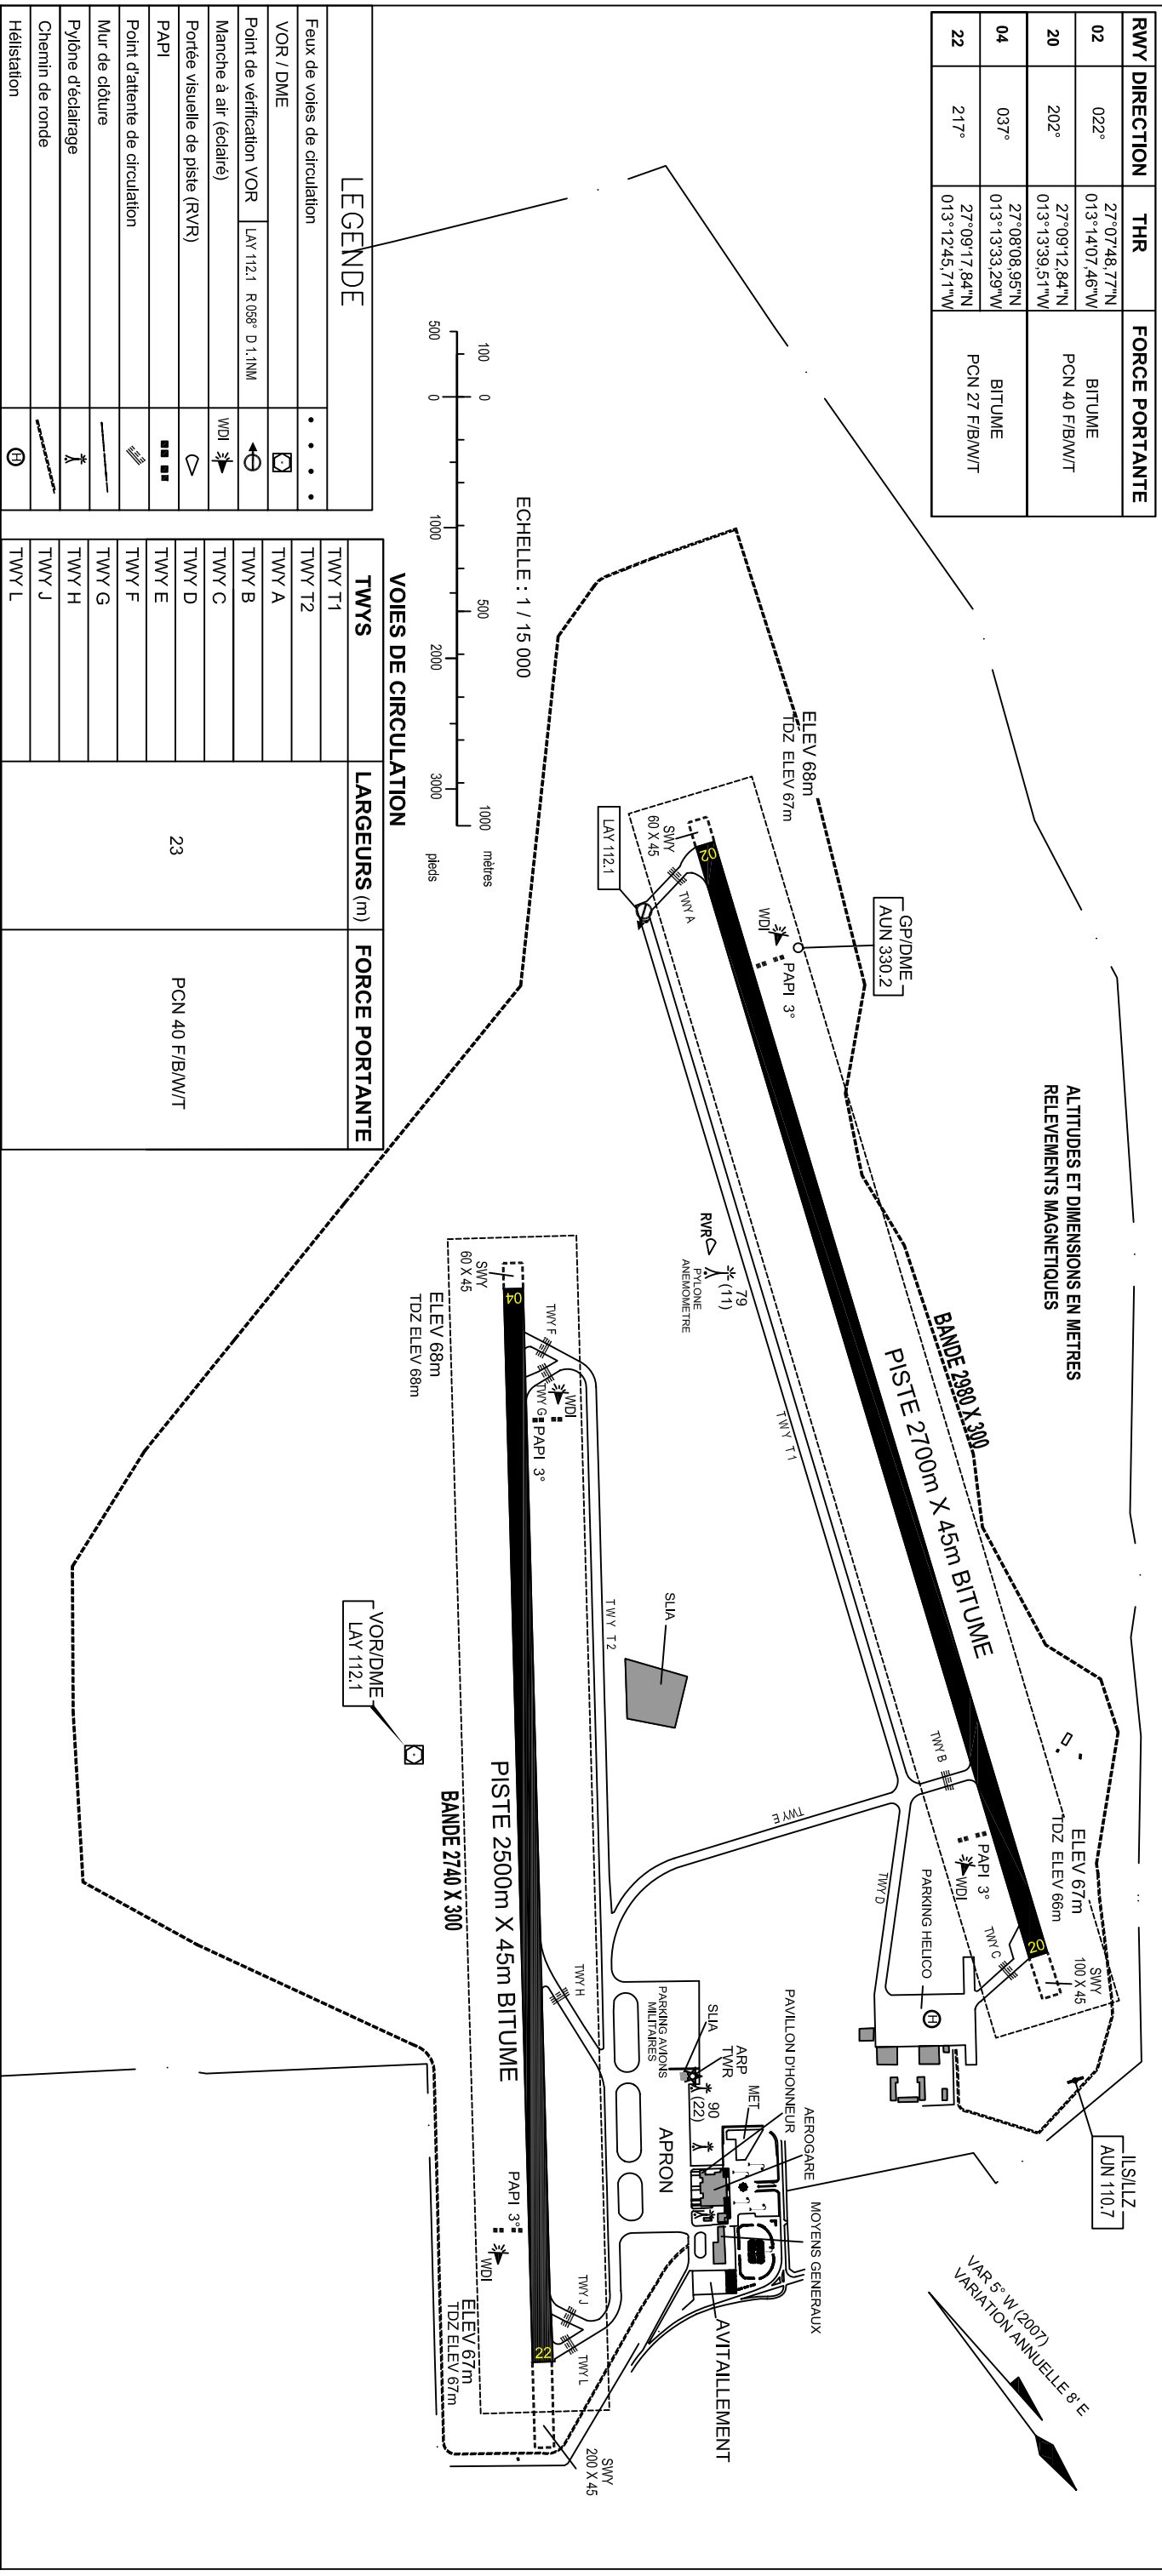 RWY DIRECTION THR FORCE PORTANTE
02 022° 27°07'48,77"N
013°14'07,46"W
BITUME
PCN 40 F/B/W/T
20 202° 27°09'12,84"N
013°13'39,51"W
04 037° 27°08'08,95"N
013°13'33,29"W
BITUME
PCN 27 F/B/W/T
22 217° 27°09'17,84"N
013°12'45,71"W
ALTITUDES ET DIMENSIONS EN METRES
RELEVEMENTS MAGNETIQUES
VAR 5° W (2007)
VARIATION ANNUELLE 8' E
ILS/LLZ
AUN 110.7
GP/DME
AUN 330.2
ELEV 68m
TDZ ELEV 67m
SWY
60 X 45
02
LAY 112.1
TWY A
WDI
PAPI 3°
BANDE 2980 X 300
PISTE 2700m X 45m BITUME
TWY T1
RVR
79
(11)
PYLONE
ANEMOMETRE
ELEV 67m
TDZ ELEV 66m
SWY
100 X 45
20
PAPI 3°
WDI
TWY B
TWY C
TWY D
TWY E
PARKING HELICO
H
SLIA
TWY T2
ELEV 68m
TDZ ELEV 68m
SWY
60 X 45
04
TWY F
TWY G
WDI
PAPI 3°
VOR/DME
LAY 112.1
PISTE 2500m X 45m BITUME
BANDE 2740 X 300
TWY H
PARKING AVIONS
MILITAIRES
SLIA
ARP
TWR
90
(22)
MET
PAVILLON D'HONNEUR
AEROGARE
MOYENS GENERAUX
APRON
AVITAILLEMENT
PAPI 3°
WDI
TWY J
TWY L
22
ELEV 67m
TDZ ELEV 67m
SWY
200 X 45
ECHELLE : 1 / 15 000
100 0 500 1000 mètres
500 0 1000 2000 3000 pieds
LEGENDE
Feux de voies de circulation
VOR / DME
Point de vérification VOR LAY 112.1 R 058° D 1.1NM
Manche à air (éclairé) WDI
Portée visuelle de piste (RVR)
PAPI
Point d'attente de circulation
Mur de clôture
Pylône d'éclairage
Chemin de ronde
Hélistation H
VOIES DE CIRCULATION
TWYS LARGEURS (m) FORCE PORTANTE
TWY T1
TWY T2
TWY A
TWY B
TWY C
TWY D
TWY E
TWY F
TWY G
TWY H
TWY J
TWY L
23
PCN 40 F/B/W/T